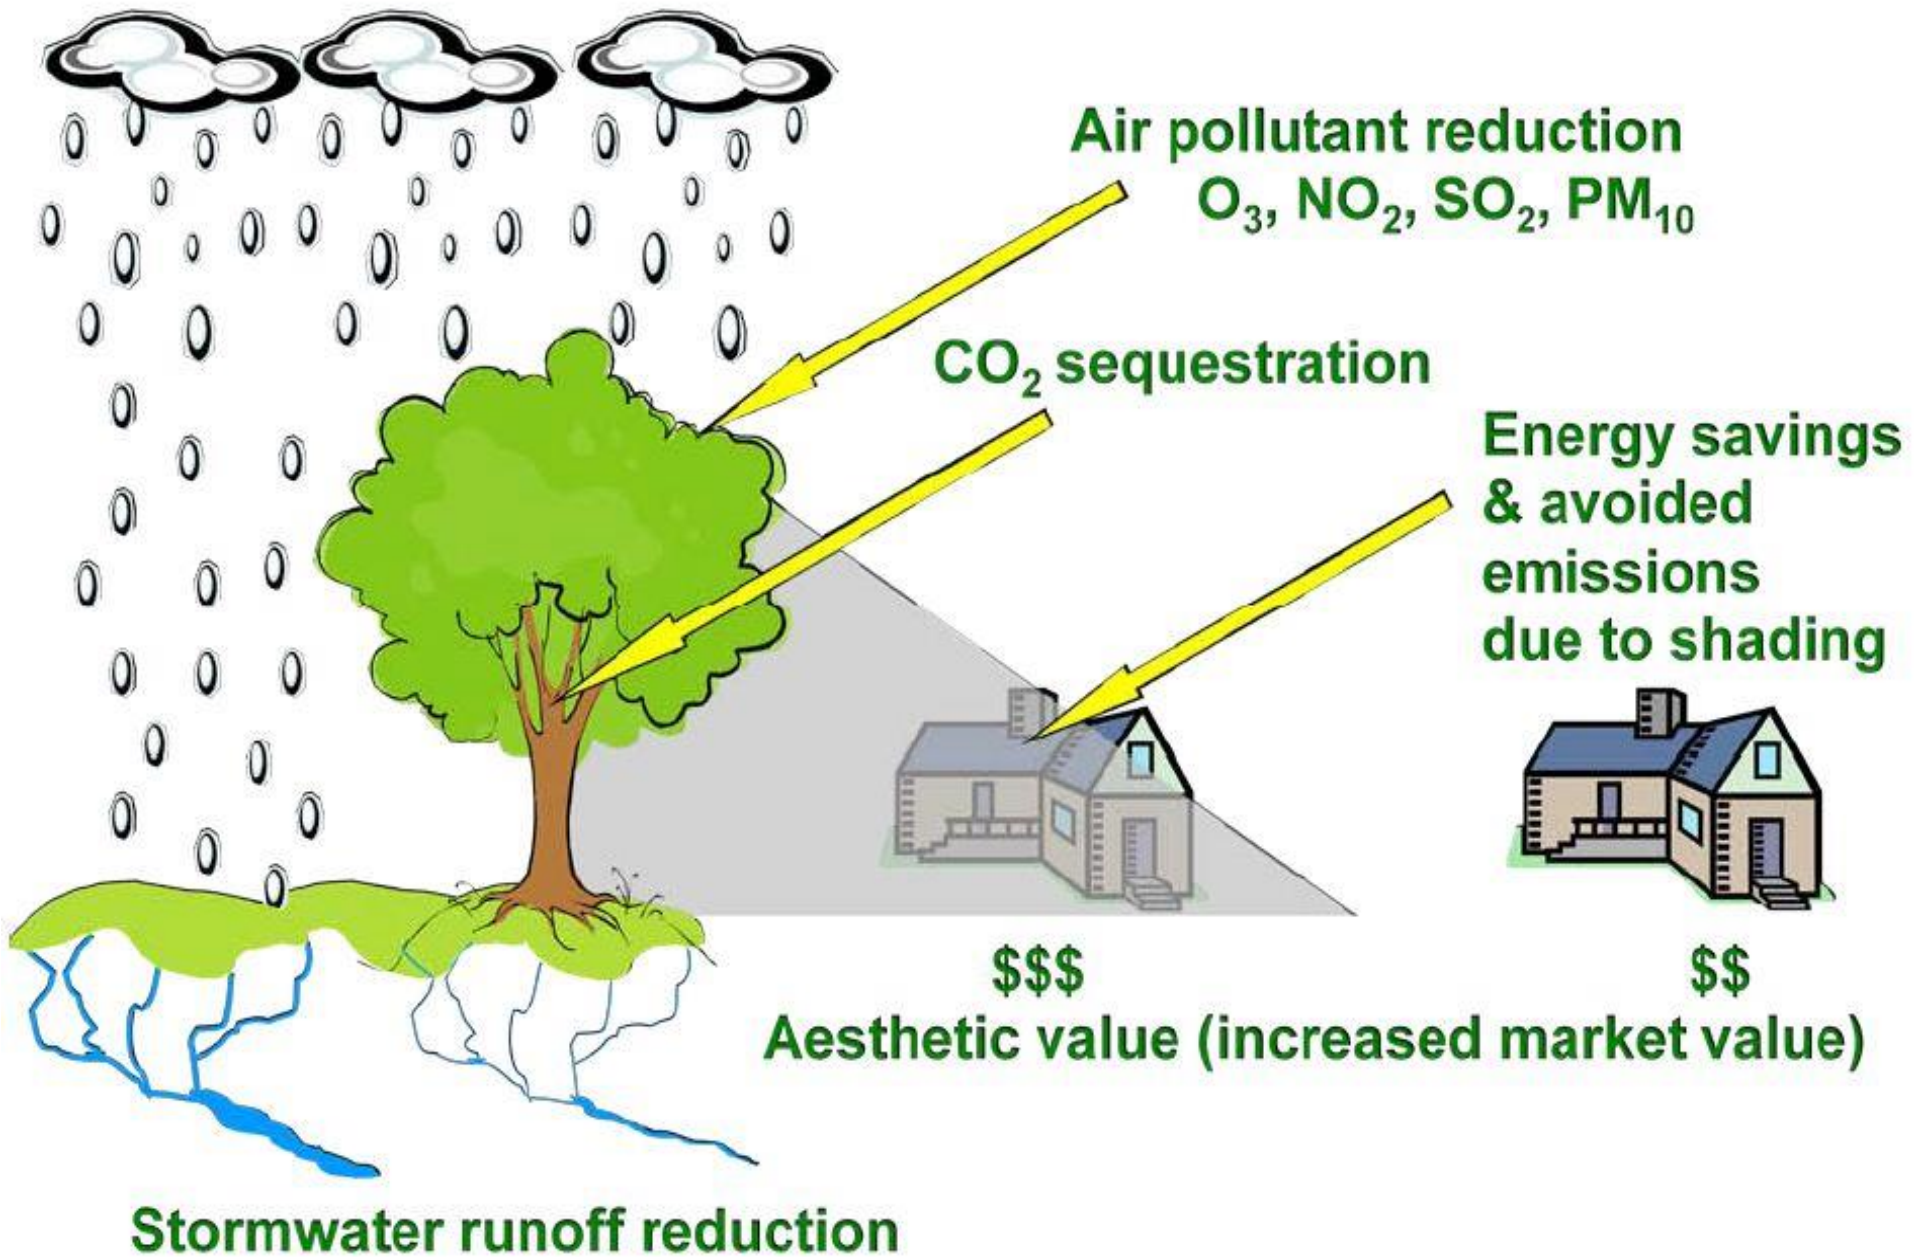 Air pollutant reduction
O₃, NO₂, SO₂, PM₁₀
CO₂ sequestration
Energy savings
& avoided
emissions
due to shading
$$$
$$
Aesthetic value (increased market value)
Stormwater runoff reduction